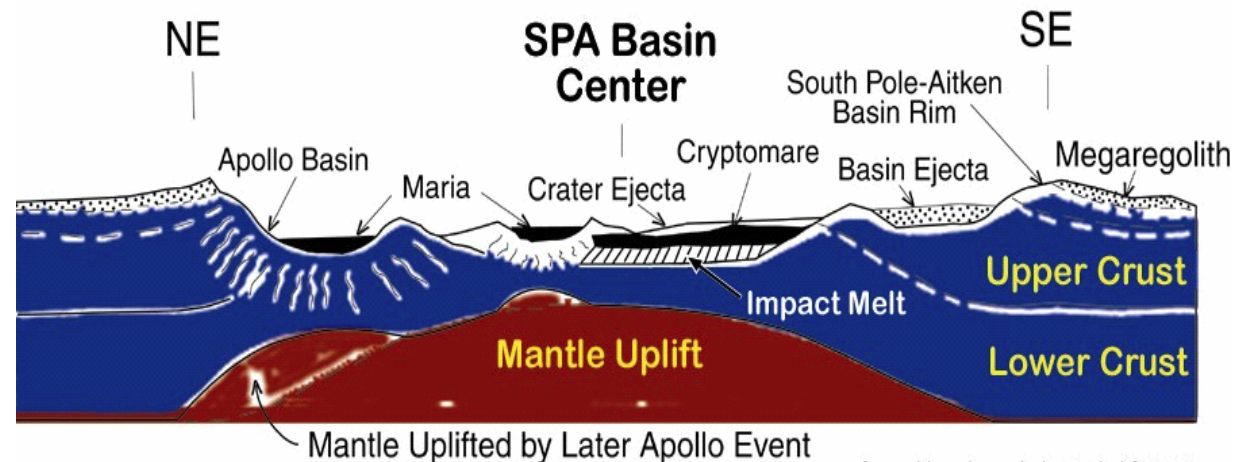 NE
SPA Basin
Center
SE
South Pole-Aitken
Basin Rim
Apollo Basin
Maria
Crater Ejecta
Cryptomare
Basin Ejecta
Megaregolith
Upper Crust
Impact Melt
Mantle Uplift
Lower Crust
Mantle Uplifted by Later Apollo Event